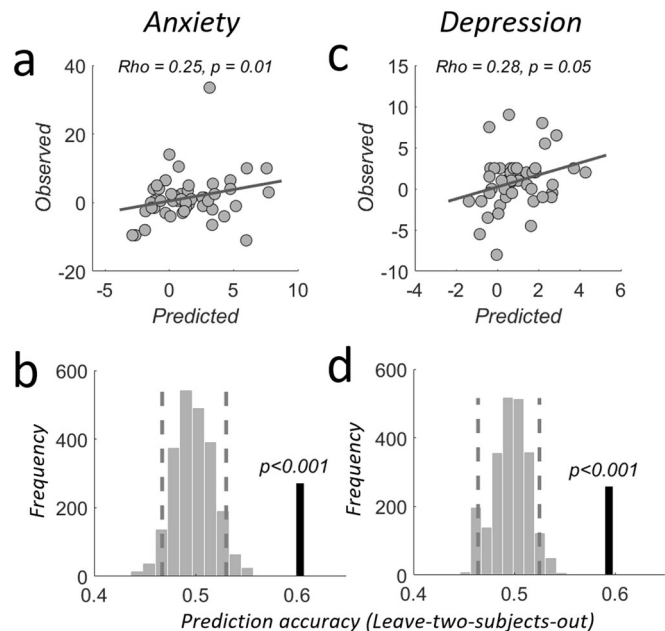 Anxiety
Depression
a
Rho = 0.25, p = 0.01
40
20
0
-20
Observed
-5
0
5
10
Predicted
c
Rho = 0.28, p = 0.05
15
10
5
0
-5
-10
Observed
-4
-2
0
2
4
6
Predicted
b
600
400
200
0
Frequency
p<0.001
0.4
0.5
0.6
d
600
400
200
0
Frequency
p<0.001
0.4
0.5
0.6
Prediction accuracy (Leave-two-subjects-out)